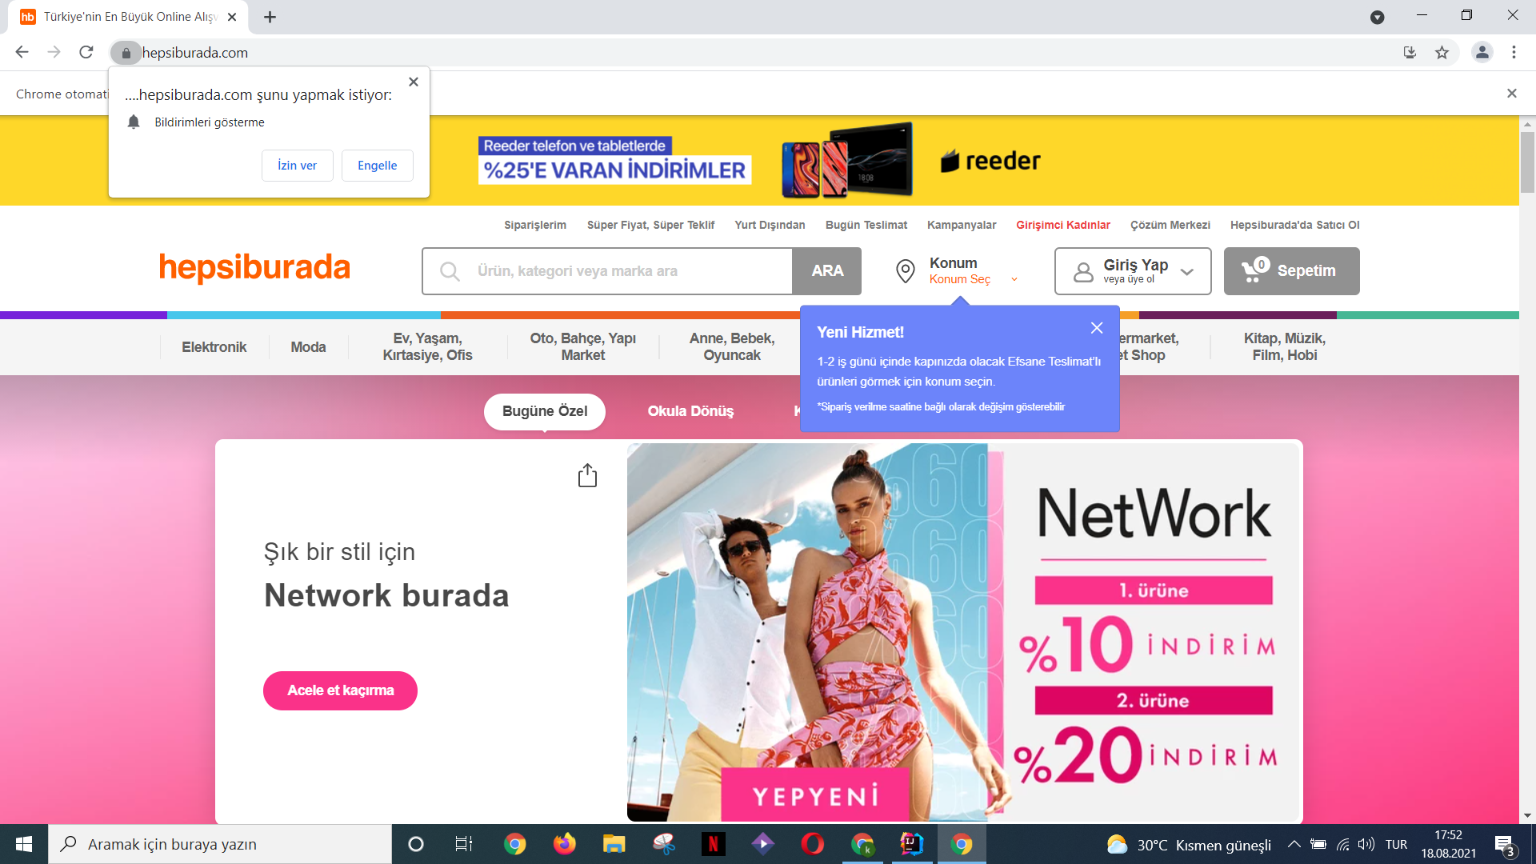 hb Türkiye'nin En Büyük Online Alışv
hepsiburada.com
Chrome otomati
....hepsiburada.com şunu yapmak istiyor:
Bildirimleri gösterme
İzin ver
Engelle
Reeder telefon ve tabletlerde
%25'E VARAN İNDİRİMLER
18:08
reeder
Siparişlerim
Süper Fiyat, Süper Teklif
Yurt Dışından
Bugün Teslimat
Kampanyalar
Girişimci Kadınlar
Çözüm Merkezi
Hepsiburada'da Satıcı Ol
hepsiburada
Ürün, kategori veya marka ara
ARA
Konum
Konum Seç
Giriş Yap
veya üye ol
0
Sepetim
Elektronik
Moda
Ev, Yaşam,
Kırtasiye, Ofis
Oto, Bahçe, Yapı
Market
Anne, Bebek,
Oyuncak
ermarket,
et Shop
Kitap, Müzik,
Film, Hobi
Yeni Hizmet!
1-2 iş günü içinde kapınızda olacak Efsane Teslimat'lı
ürünleri görmek için konum seçin.
*Sipariş verilme saatine bağlı olarak değişim gösterebilir
Bugüne Özel
Okula Dönüş
K
Şık bir stil için
Network burada
Acele et kaçırma
%60
YEPYENİ
NetWork
1. ürüne
%10 İNDİRİM
2. ürüne
%20 İNDİRİM
Aramak için buraya yazın
N
k
IJ
30°C Kısmen güneşli
TUR
17:52
18.08.2021
3